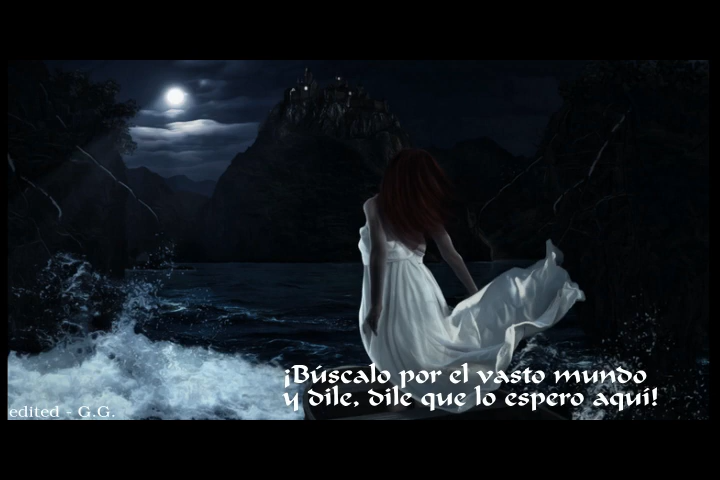 ¡Búscalo por el vasto mundo
y dile, dile que lo espero aquí!
edited - G.G.